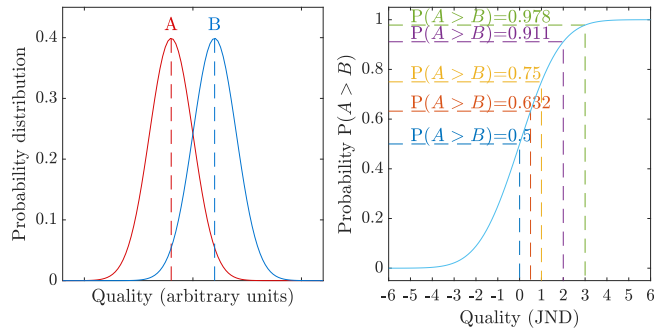 A B
0.4
0.3
0.2
0.1
0
Probability distribution
Quality (arbitrary units)
P(A > B)=0.978
P(A > B)=0.911
P(A > B)=0.75
P(A > B)=0.632
P(A > B)=0.5
1
0.8
0.6
0.4
0.2
0
Probability P(A > B)
-6 -5 -4 -3 -2 -1 0 1 2 3 4 5 6
Quality (JND)